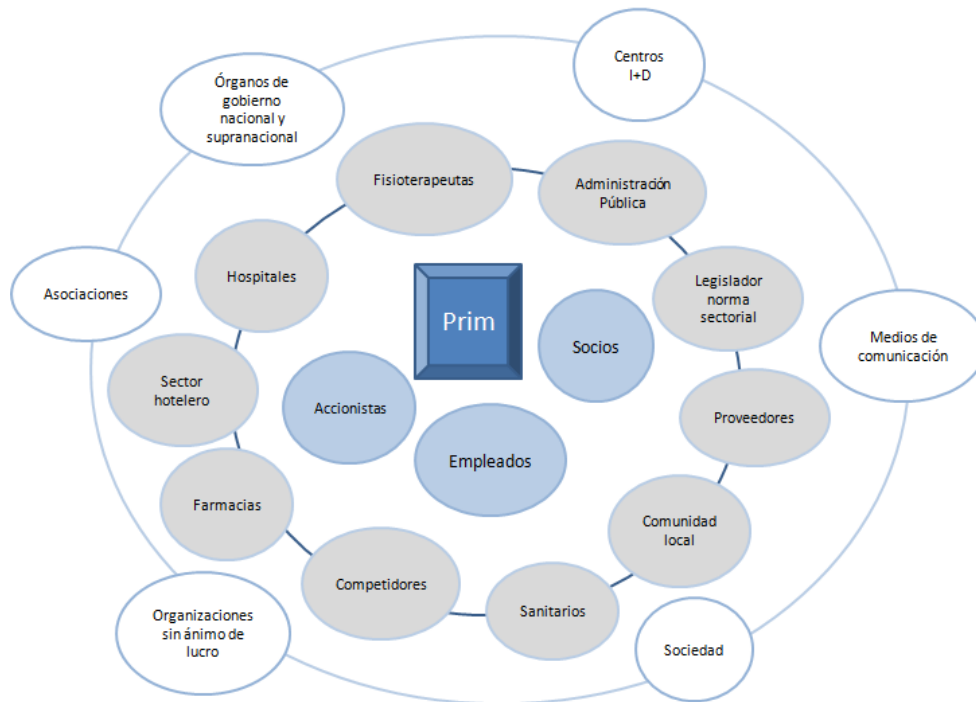 Centros
I+D
Órganos de
gobierno
nacional y
supranacional
Fisioterapeutas
Administración
Pública
Hospitales
Legislador
norma
sectorial
Asociaciones
Prim
Socios
Medios de
comunicación
Sector
hotelero
Accionistas
Proveedores
Empleados
Farmacias
Comunidad
local
Competidores
Sanitarios
Organizaciones
sin ánimo de
lucro
Sociedad